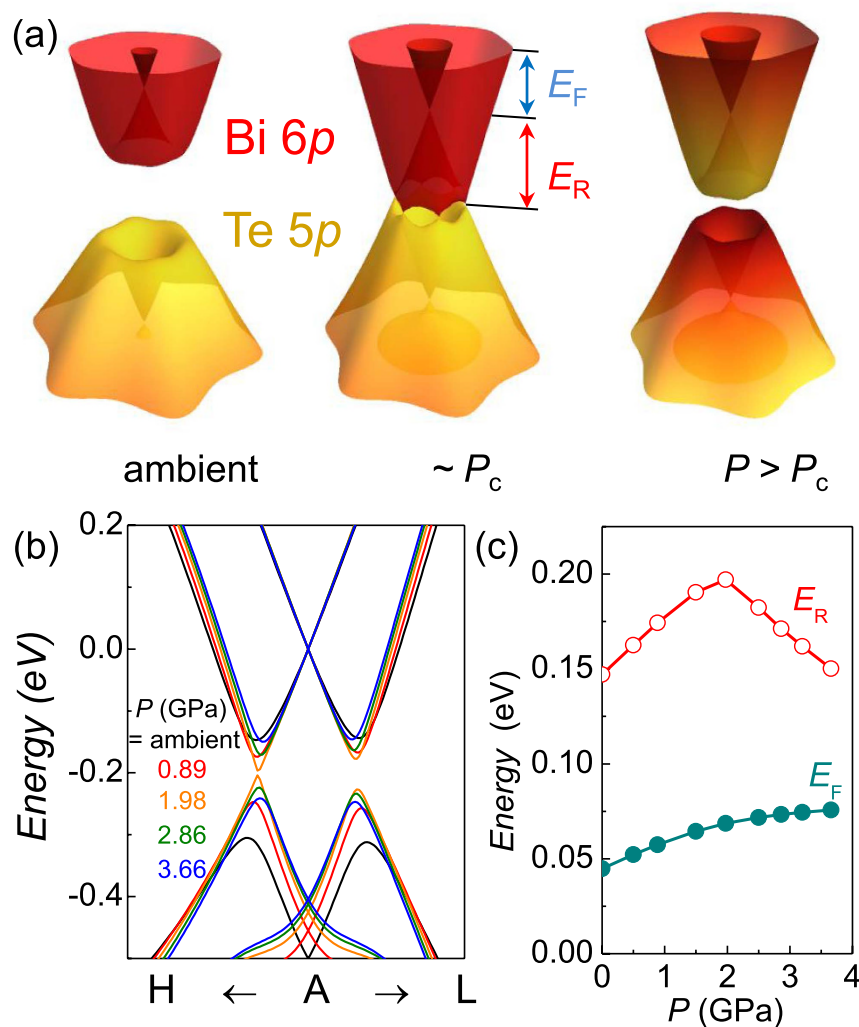 (a)
E_F
Bi 6p
E_R
Te 5p
ambient
~ P_c
P > P_c
(b)
0.2
0.0
-0.2
-0.4
Energy (eV)
P (GPa)
= ambient
0.89
1.98
2.86
3.66
H ← A → L
(c)
0.20
0.15
0.10
0.05
0.00
Energy (eV)
E_R
E_F
0 1 2 3 4
P (GPa)